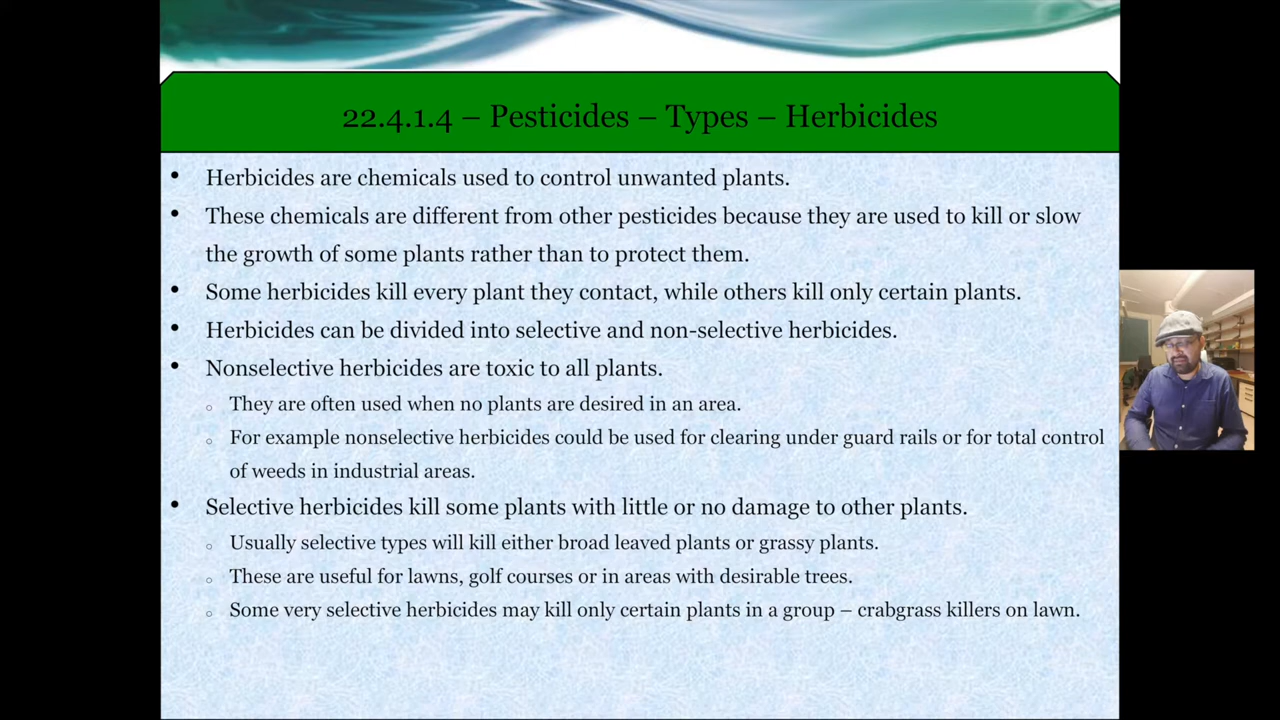 22.4.1.4 – Pesticides – Types – Herbicides
• Herbicides are chemicals used to control unwanted plants.
• These chemicals are different from other pesticides because they are used to kill or slow
the growth of some plants rather than to protect them.
• Some herbicides kill every plant they contact, while others kill only certain plants.
• Herbicides can be divided into selective and non-selective herbicides.
• Nonselective herbicides are toxic to all plants.
○ They are often used when no plants are desired in an area.
○ For example nonselective herbicides could be used for clearing under guard rails or for total control
of weeds in industrial areas.
• Selective herbicides kill some plants with little or no damage to other plants.
○ Usually selective types will kill either broad leaved plants or grassy plants.
○ These are useful for lawns, golf courses or in areas with desirable trees.
○ Some very selective herbicides may kill only certain plants in a group – crabgrass killers on lawn.